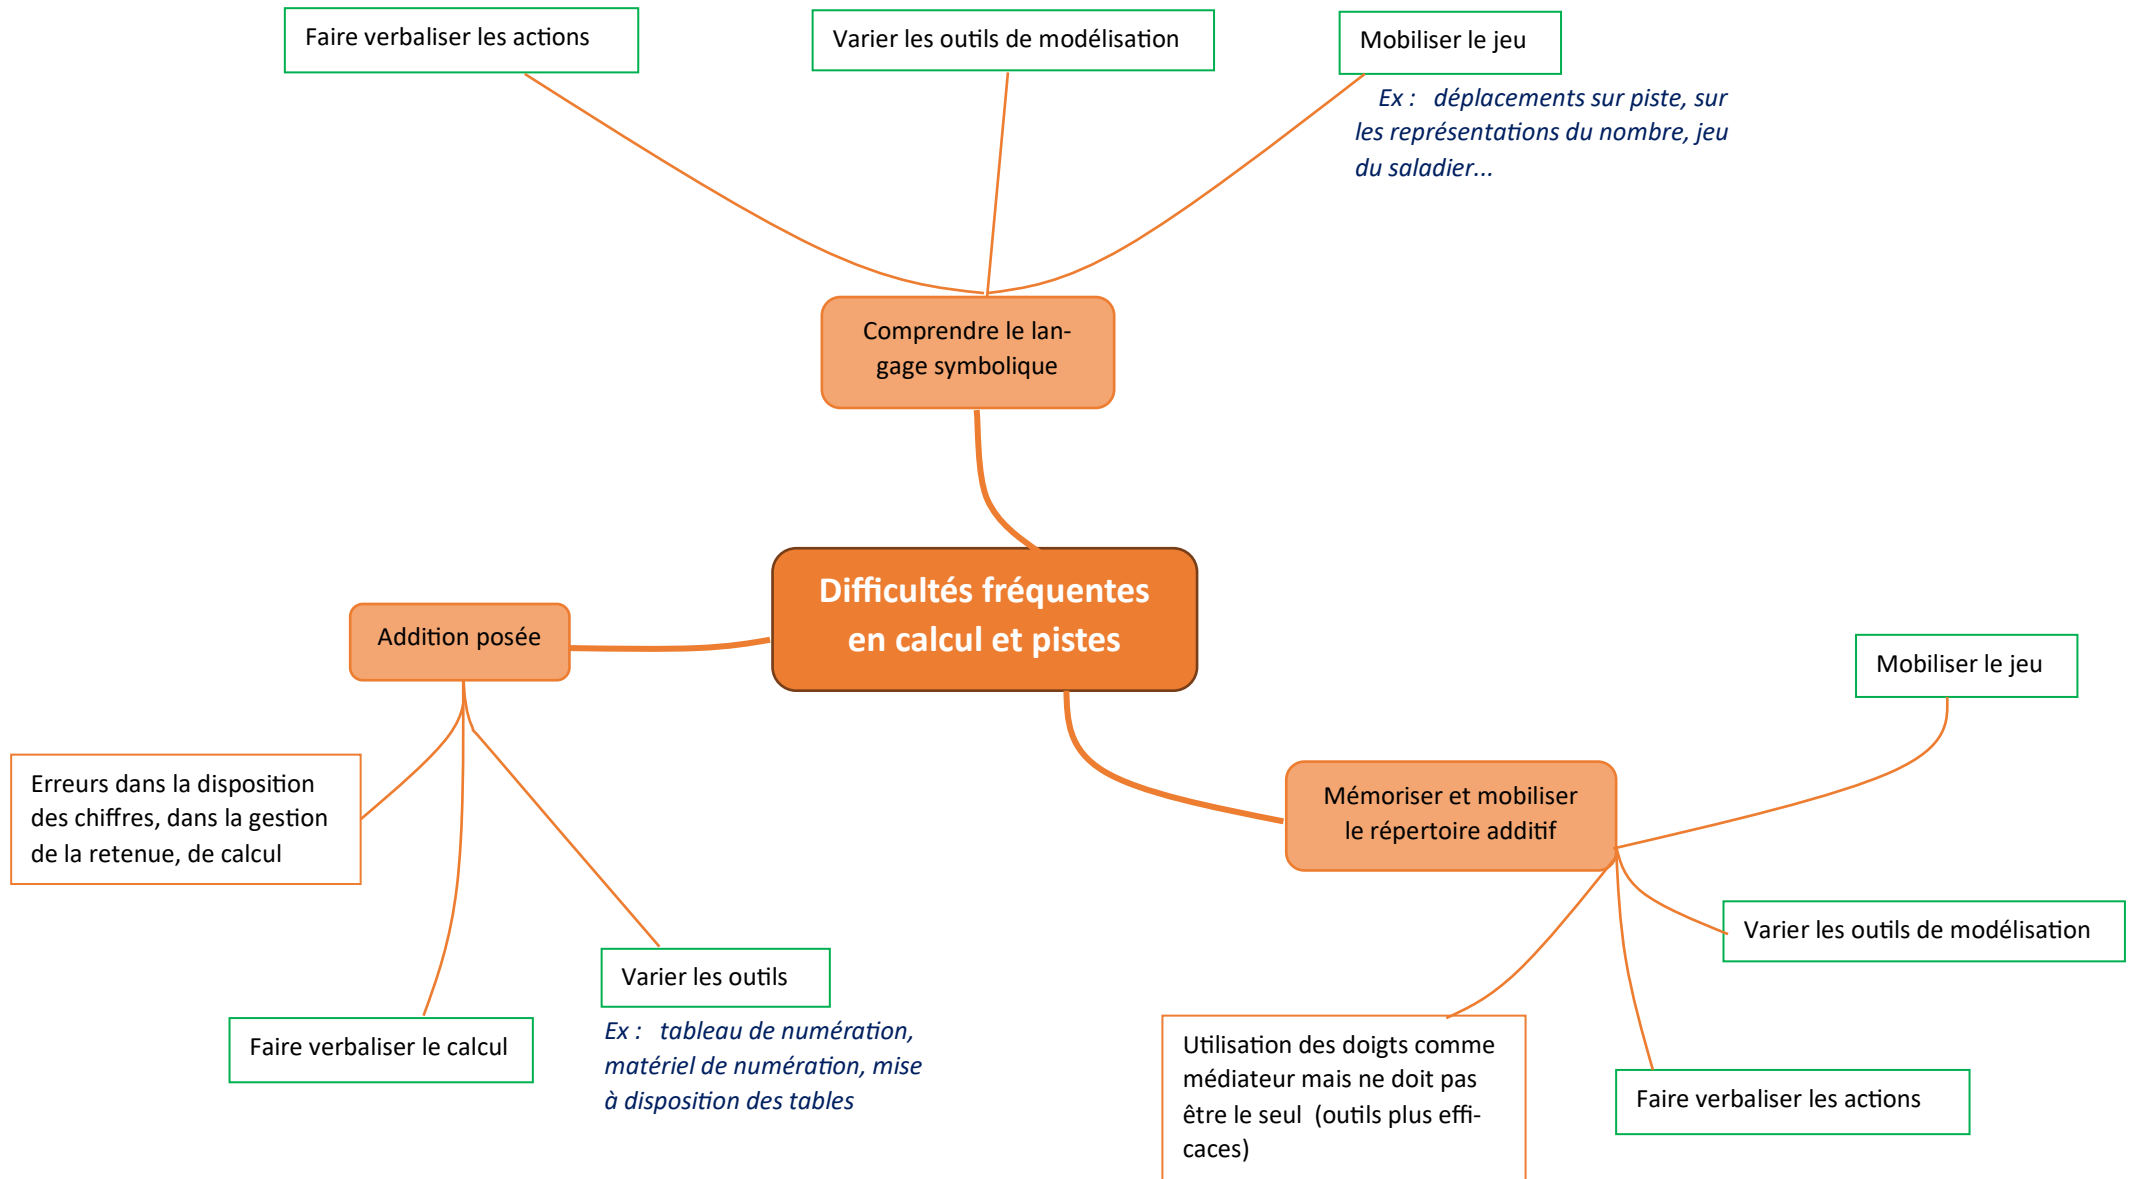 Faire verbaliser les actions
Varier les outils de modélisation
Mobiliser le jeu
Ex :   déplacements sur piste, sur
les représentations du nombre, jeu
du saladier...
Comprendre le lan-
gage symbolique
Difficultés fréquentes
en calcul et pistes
Addition posée
Erreurs dans la disposition
des chiffres, dans la gestion
de la retenue, de calcul
Faire verbaliser le calcul
Varier les outils
Ex :   tableau de numération,
matériel de numération, mise
à disposition des tables
Mémoriser et mobiliser
le répertoire additif
Mobiliser le jeu
Varier les outils de modélisation
Faire verbaliser les actions
Utilisation des doigts comme
médiateur mais ne doit pas
être le seul  (outils plus effi-
caces)